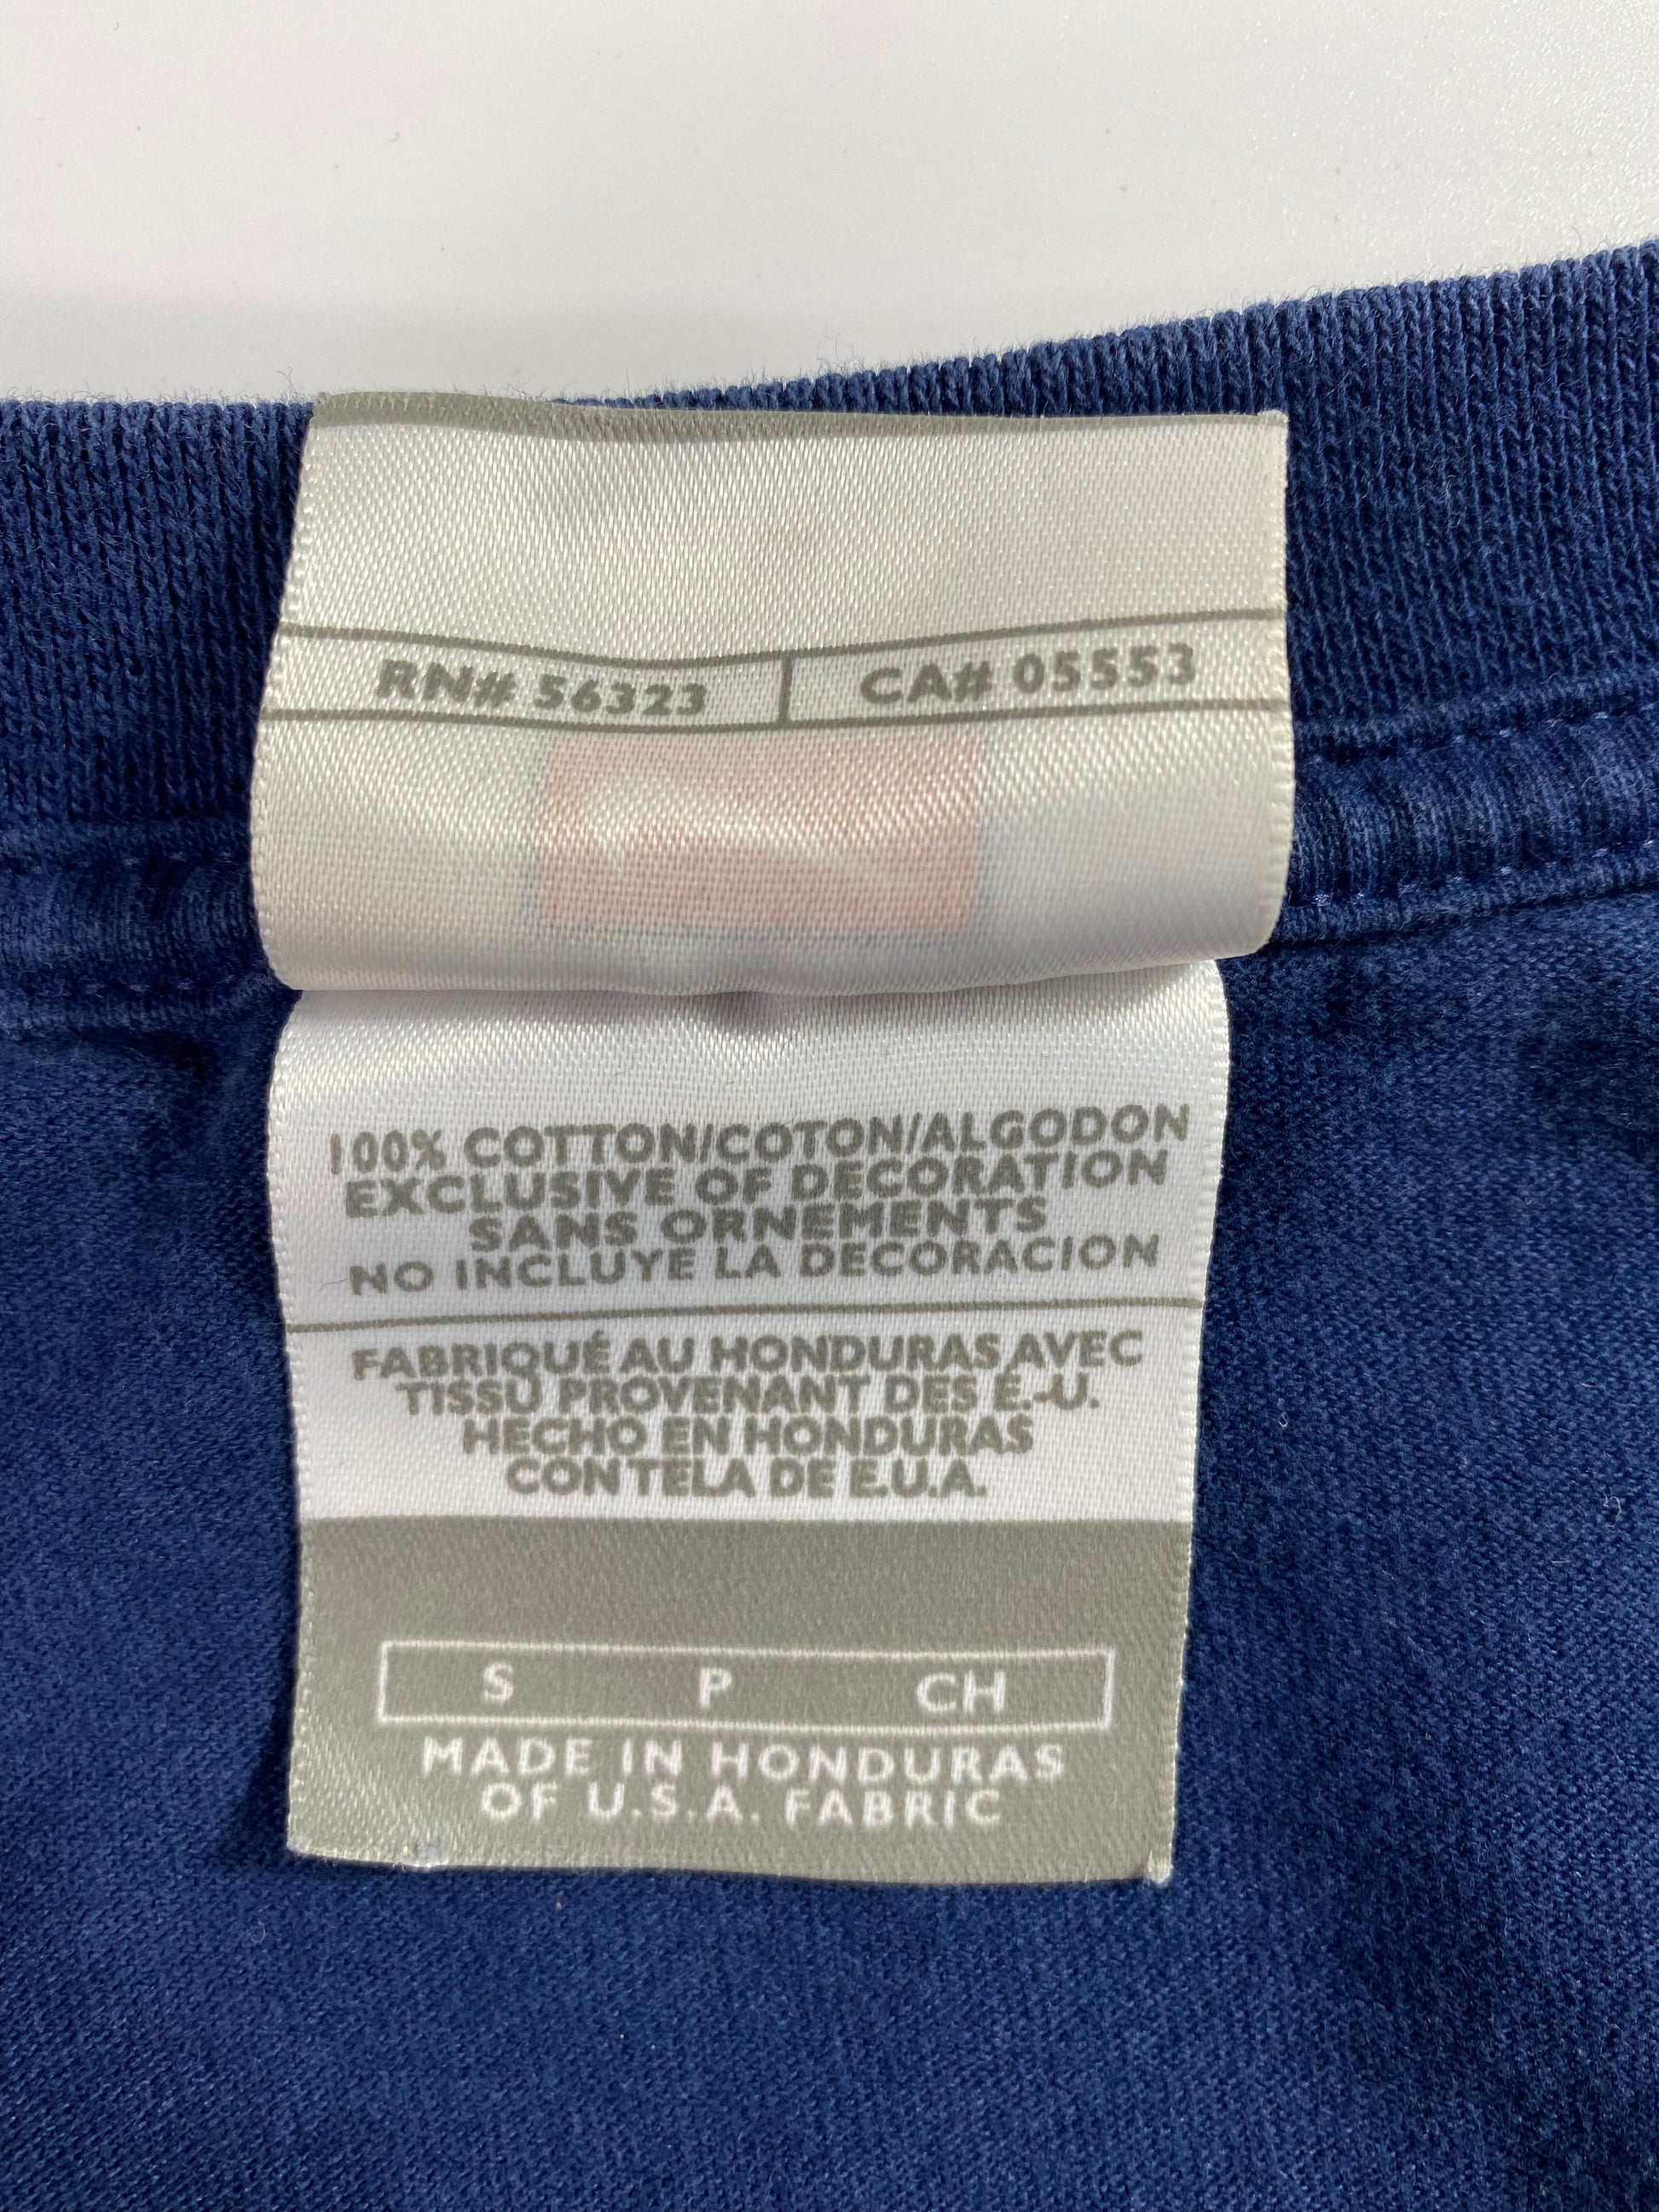 RN# 56323 CA# 05553
100% COTTON/COTON/ALGODON
EXCLUSIVE OF DECORATION
SANS ORNEMENTS
NO INCLUYE LA DECORACION
FABRIQUÉ AU HONDURAS AVEC
TISSU PROVENANT DES É.-U.
HECHO EN HONDURAS
CON TELA DE E.U.A.
S P CH
MADE IN HONDURAS
OF U.S.A. FABRIC